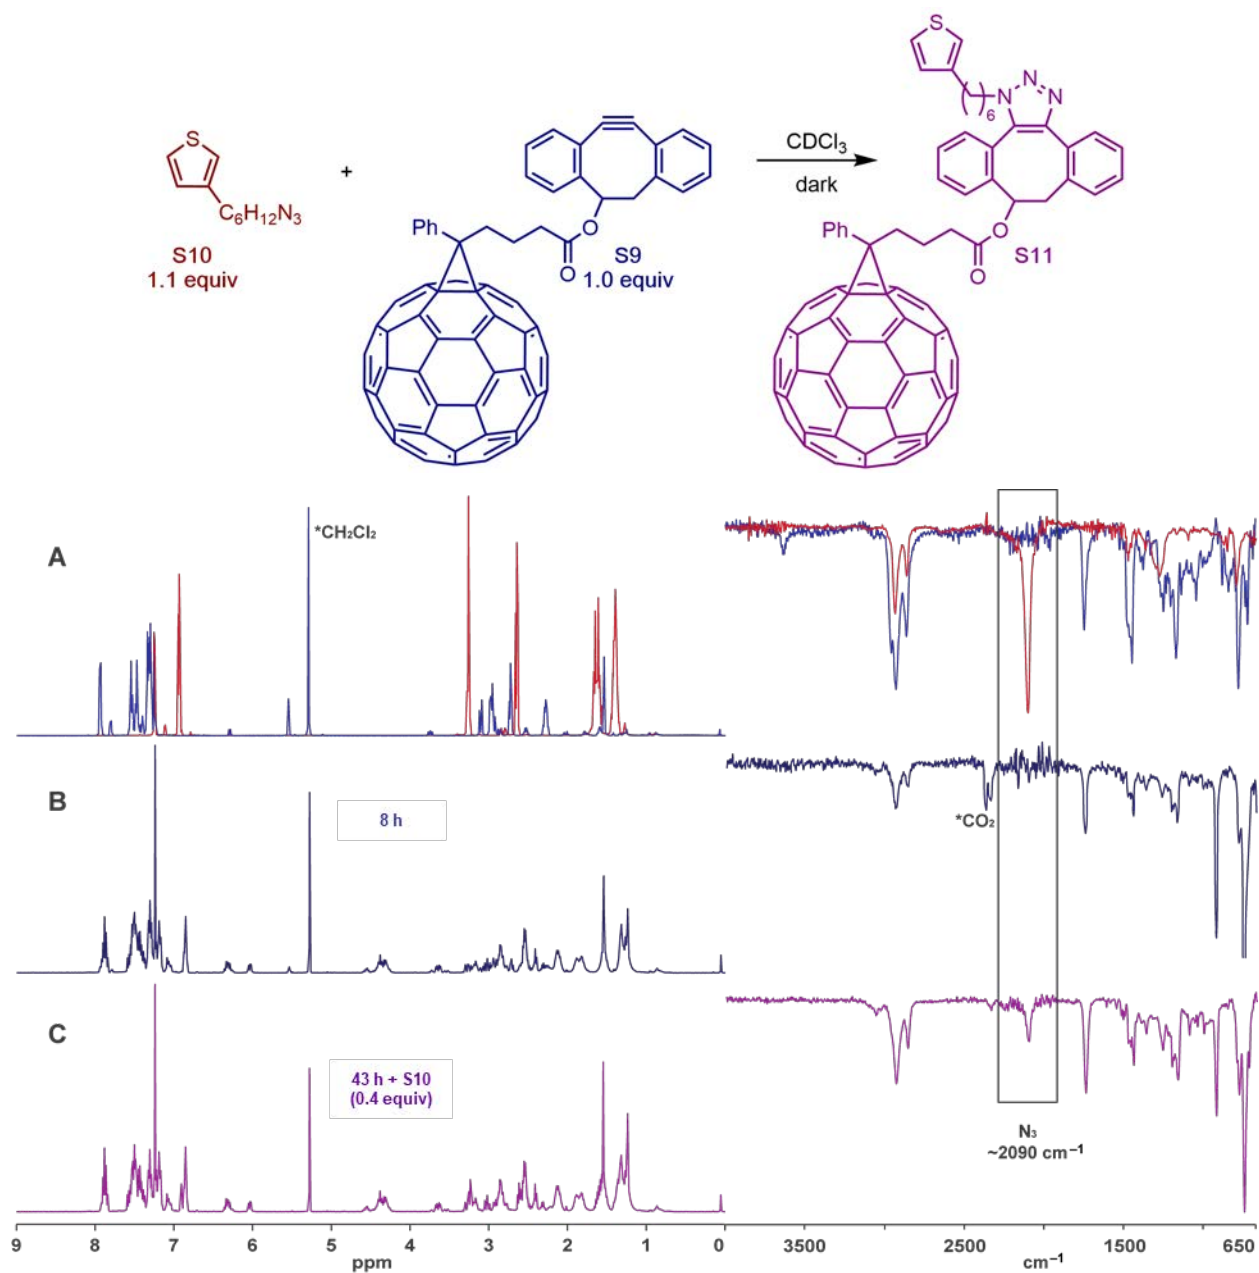 S
C₆H₁₂N₃
S10
1.1 equiv
+
Ph
O
O
S9
1.0 equiv
CDCl₃
dark
S
6
N
N
N
Ph
O
O
S11
A
*CH₂Cl₂
B
8 h
*CO₂
C
43 h + S10
(0.4 equiv)
N₃
~2090 cm⁻¹
9 8 7 6 5 4 3 2 1 0
ppm
3500 2500 1500 650
cm⁻¹